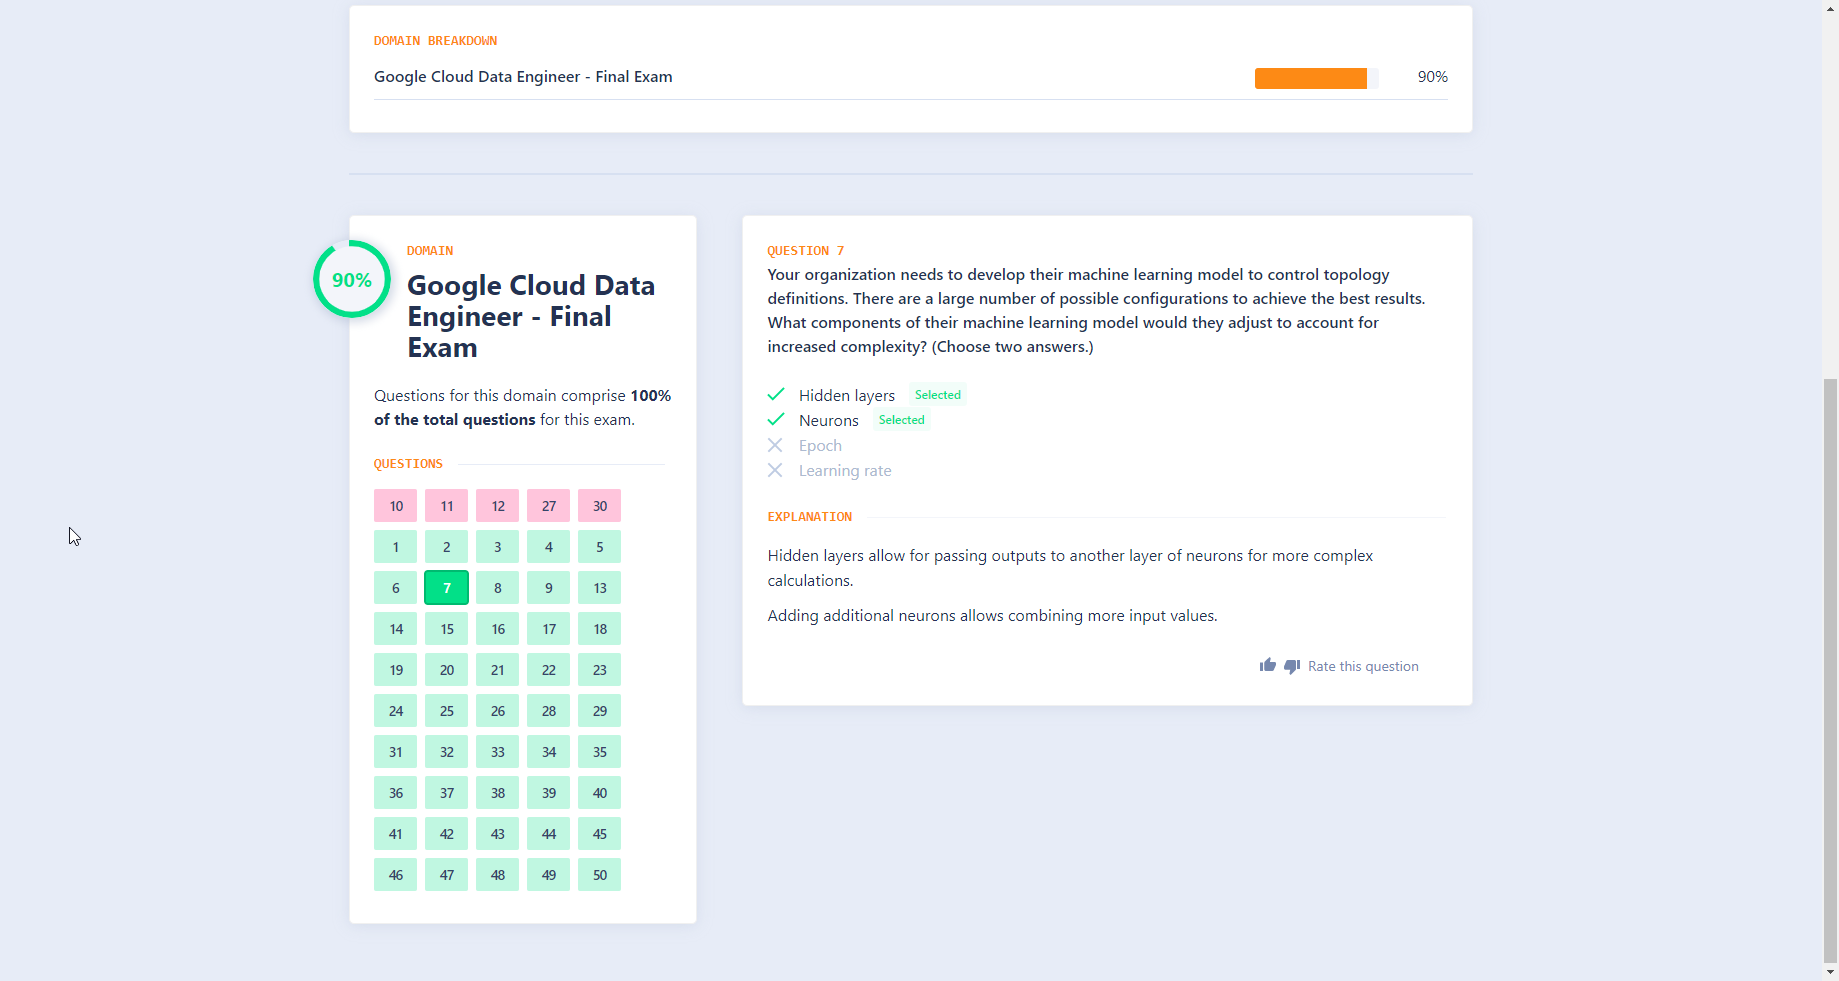 DOMAIN BREAKDOWN
Google Cloud Data Engineer - Final Exam 90%
90%
DOMAIN
Google Cloud Data
Engineer - Final
Exam
Questions for this domain comprise 100%
of the total questions for this exam.
QUESTIONS
10 11 12 27 30
1 2 3 4 5
6 7 8 9 13
14 15 16 17 18
19 20 21 22 23
24 25 26 28 29
31 32 33 34 35
36 37 38 39 40
41 42 43 44 45
46 47 48 49 50
QUESTION 7
Your organization needs to develop their machine learning model to control topology
definitions. There are a large number of possible configurations to achieve the best results.
What components of their machine learning model would they adjust to account for
increased complexity? (Choose two answers.)
Hidden layers Selected
Neurons Selected
Epoch
Learning rate
EXPLANATION
Hidden layers allow for passing outputs to another layer of neurons for more complex
calculations.
Adding additional neurons allows combining more input values.
Rate this question